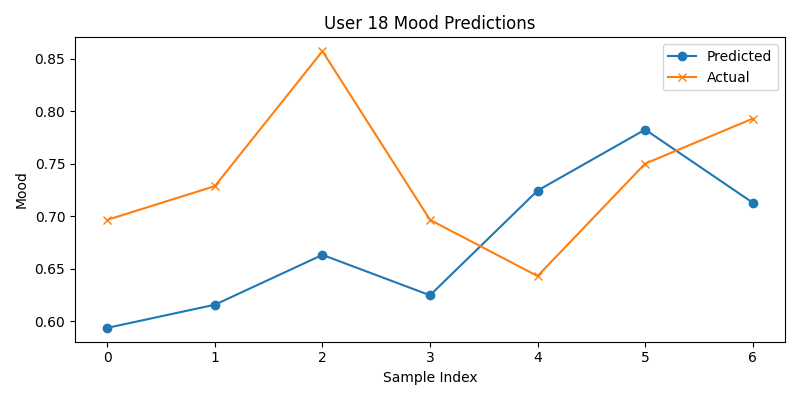 User 18 Mood Predictions
Predicted
Actual
Mood
0.85
0.80
0.75
0.70
0.65
0.60
0 1 2 3 4 5 6
Sample Index